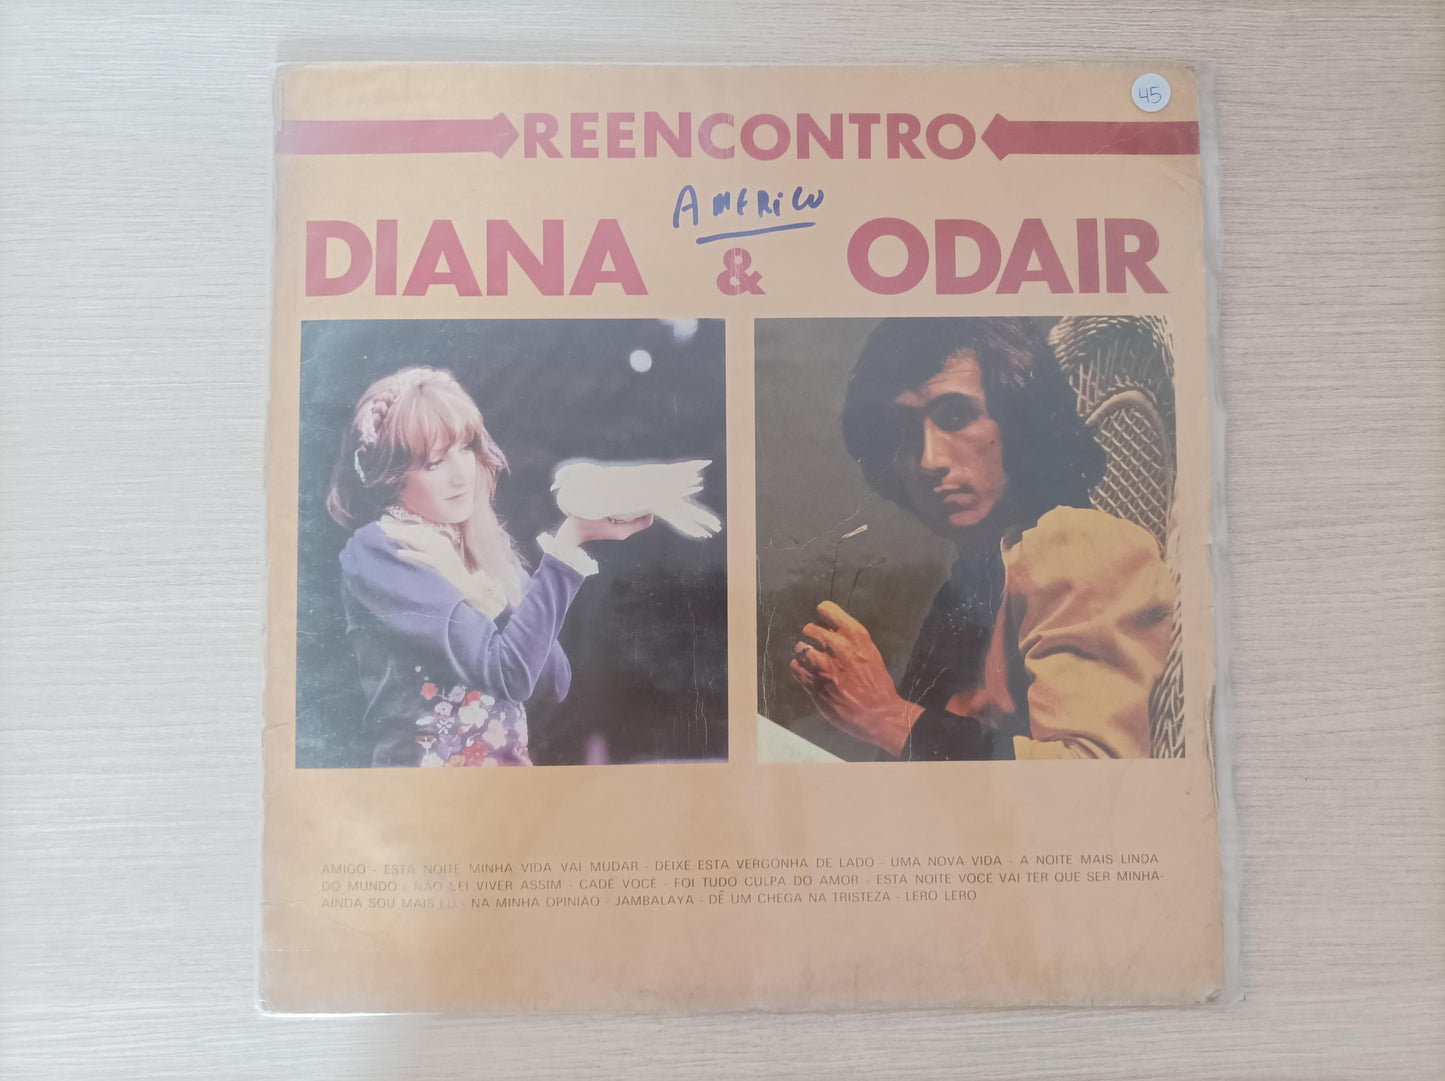 45
REENCONTRO
AMERICO
DIANA & ODAIR
AMIGO - ESTA NOITE MINHA VIDA VAI MUDAR - DEIXE ESTA VERGONHA DE LADO - UMA NOVA VIDA - A NOITE MAIS LINDA
DO MUNDO - NÃO SEI VIVER ASSIM - CADÊ VOCÊ - FOI TUDO CULPA DO AMOR - ESTA NOITE VOCÊ VAI TER QUE SER MINHA-
AINDA SOU MAIS EU - NA MINHA OPINIÃO - JAMBALAYA - DÊ UM CHEGA NA TRISTEZA - LERO LERO